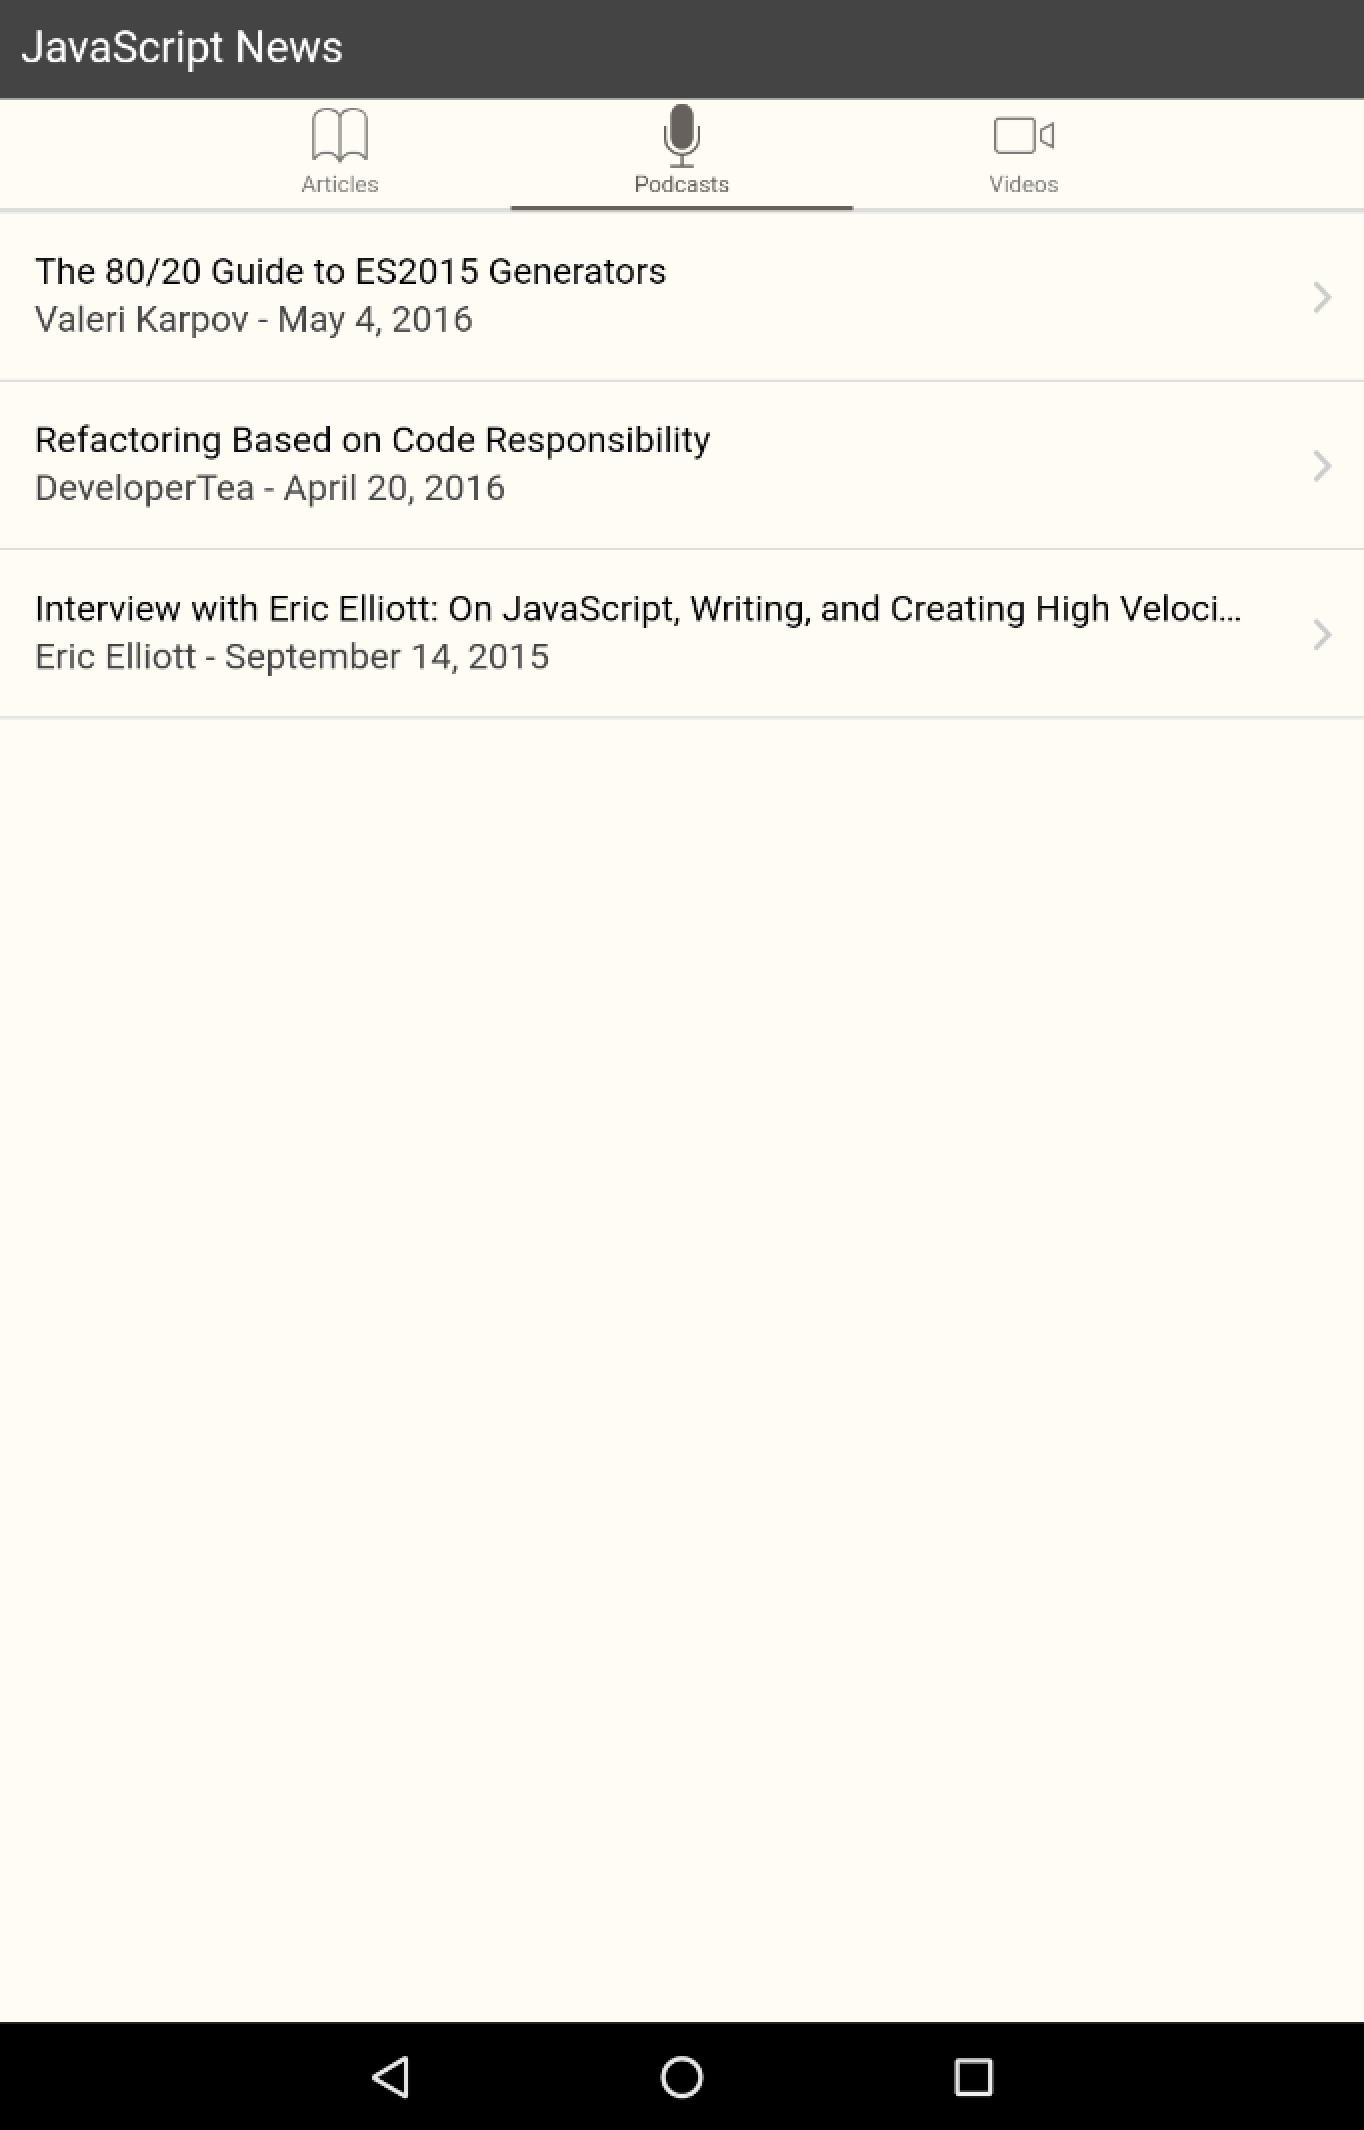 JavaScript News
Articles
Podcasts
Videos
The 80/20 Guide to ES2015 Generators
Valeri Karpov - May 4, 2016
Refactoring Based on Code Responsibility
DeveloperTea - April 20, 2016
Interview with Eric Elliott: On JavaScript, Writing, and Creating High Veloci...
Eric Elliott - September 14, 2015